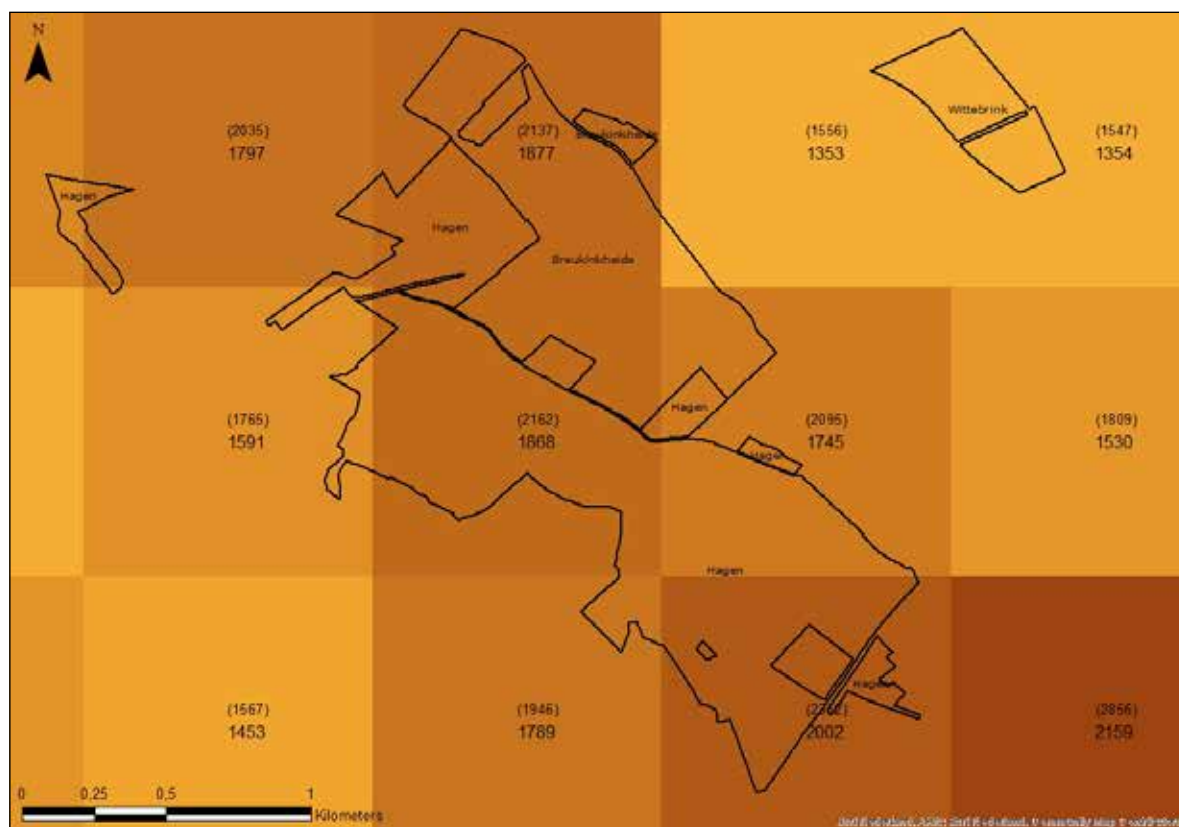 N
Wittebrink
(2035)
1797
(2137)
1877
Breukinkheide
(1556)
1353
(1547)
1354
Hagen
Hagen
Breukinkheide
(1765)
1591
(2162)
1868
Hagen
(2095)
1745
(1809)
1530
Hagen
Hagen
Hagen
(1567)
1453
(1946)
1789
2002
(2856)
2159
0 0,25 0,5 1
Kilometers